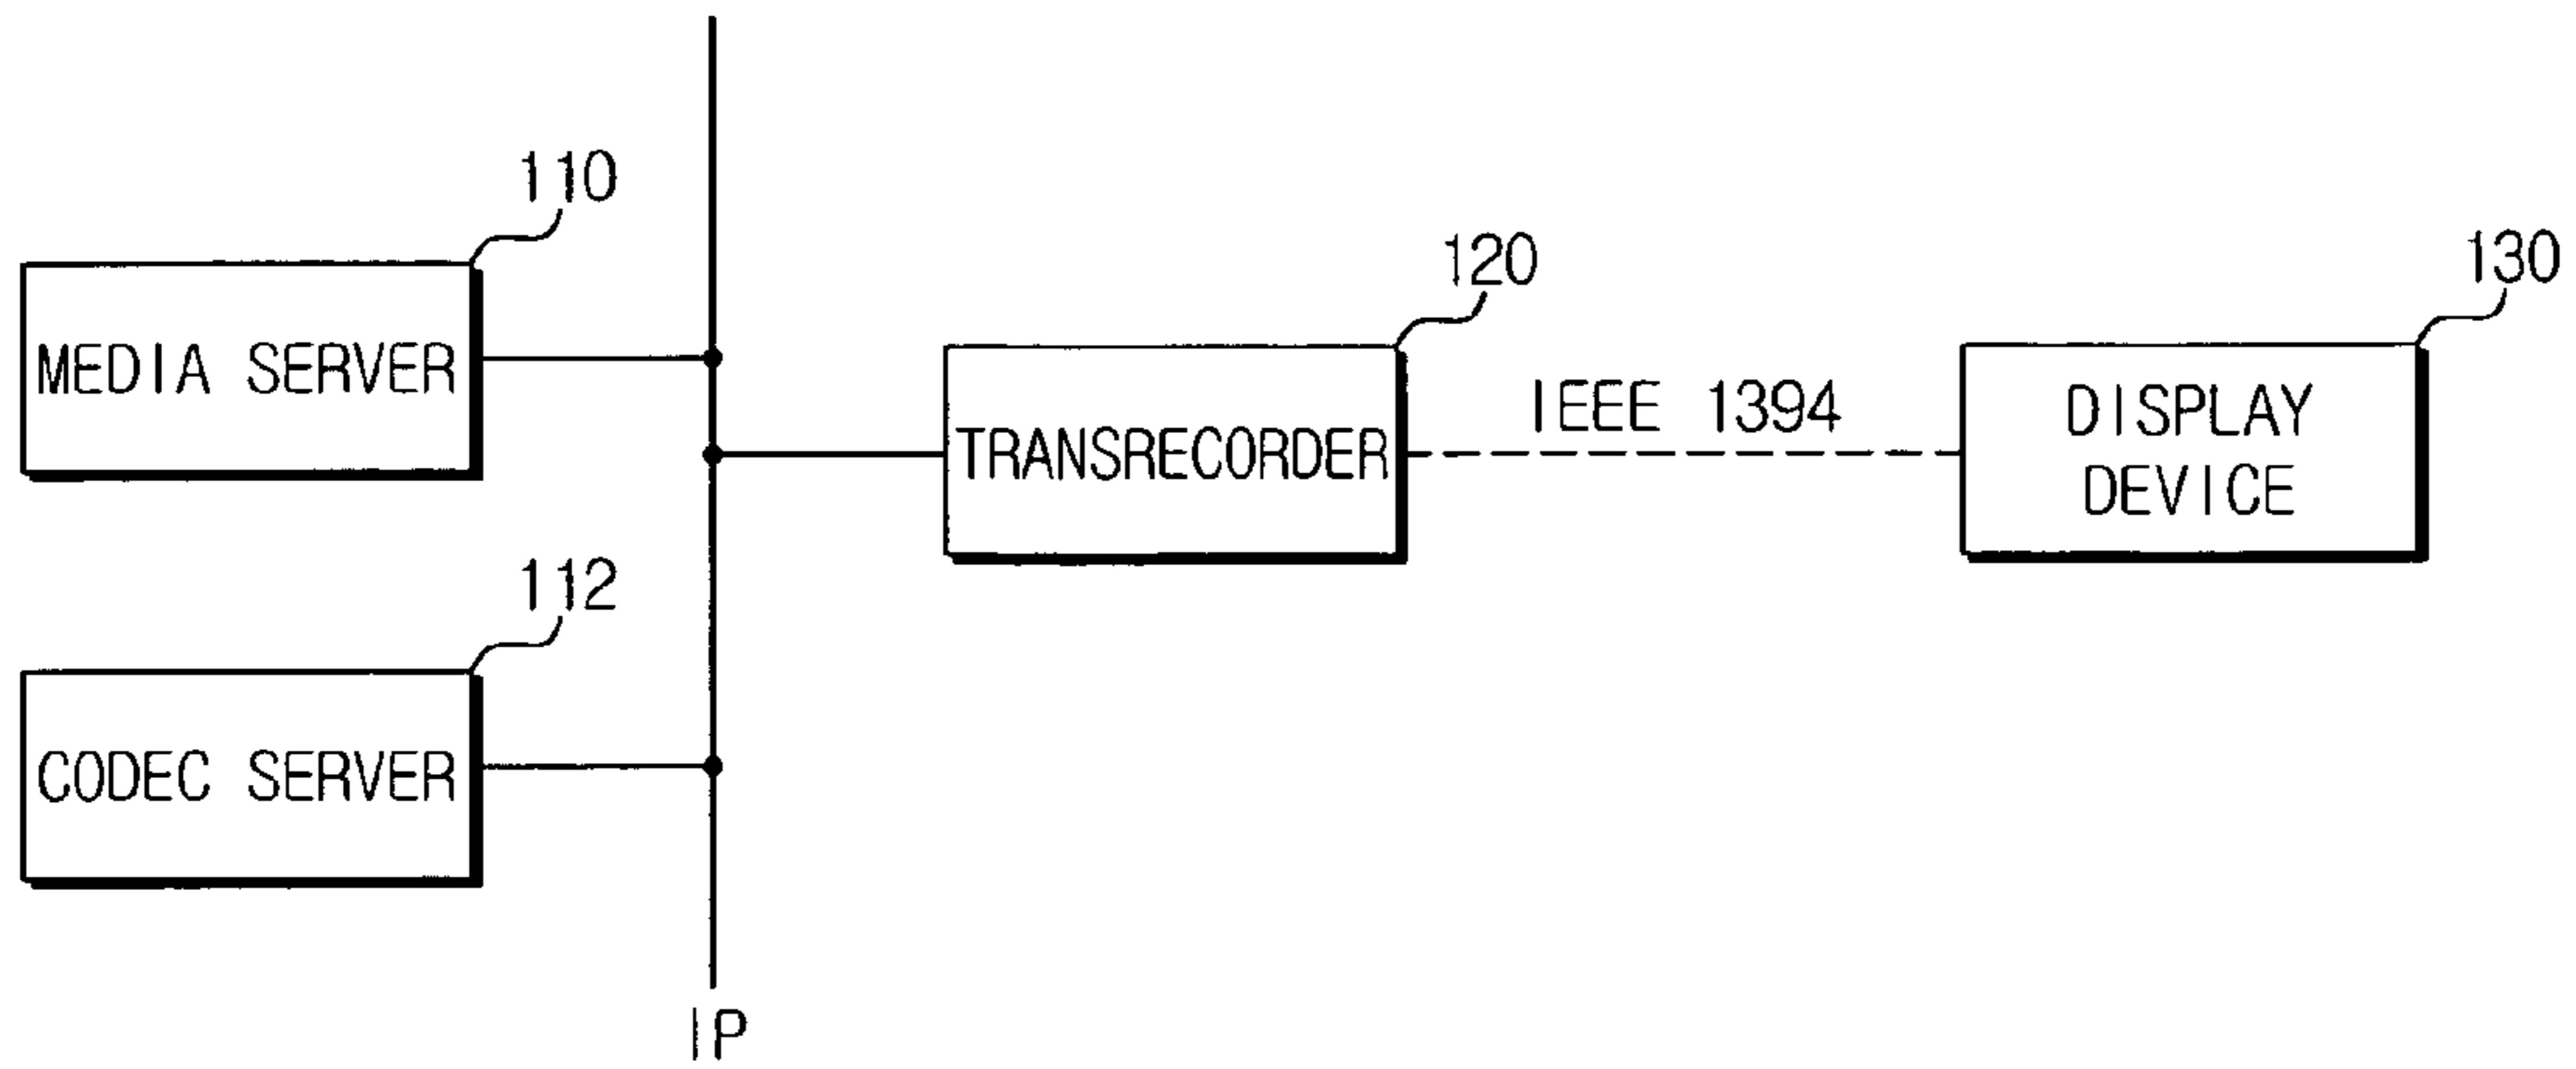 110
MEDIA SERVER
120
TRANSRECORDER
IEEE 1394
130
DISPLAY
DEVICE
112
CODEC SERVER
IP